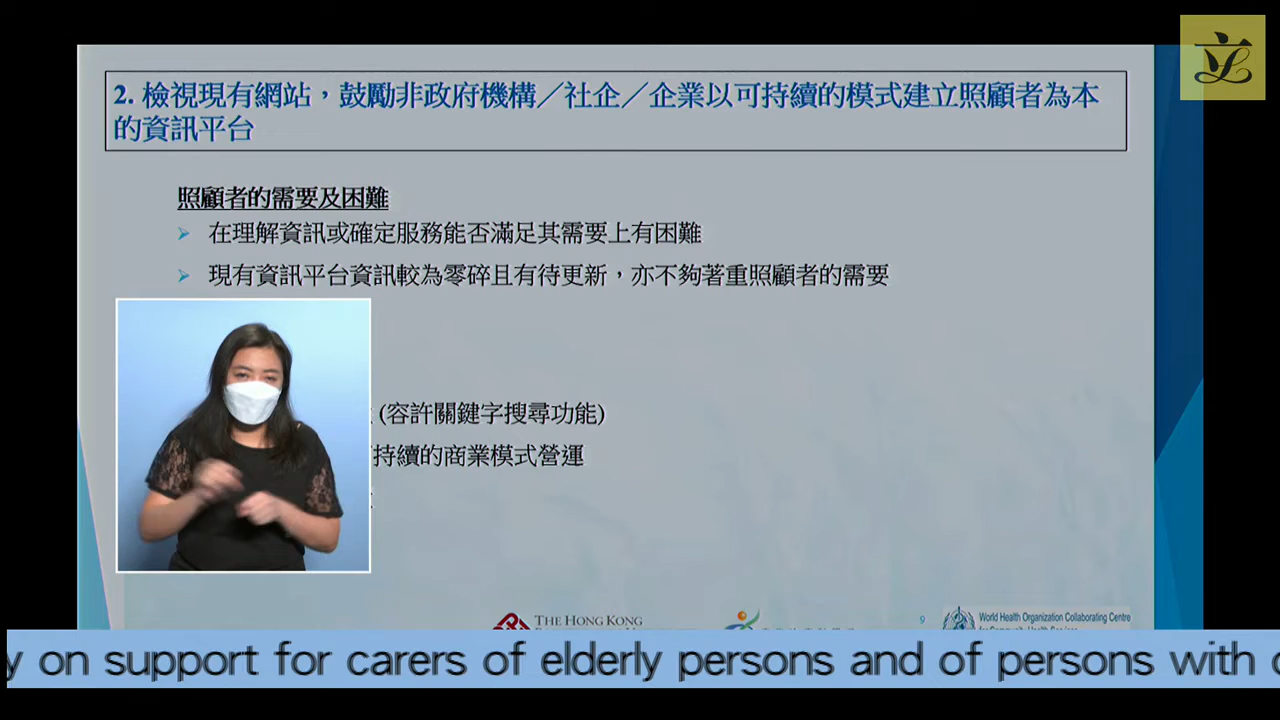 立
2. 檢視現有網站，鼓勵非政府機構／社企／企業以可持續的模式建立照顧者為本
的資訊平台
照顧者的需要及困難
在理解資訊或確定服務能否滿足其需要上有困難
現有資訊平台資訊較為零碎且有待更新，亦不夠著重照顧者的需要
(容許關鍵字搜尋功能)
持續的商業模式營運
THE HONG KONG
9
World Health Organization Collaborating Centre
for Community Health Services
y on support for carers of elderly persons and of persons with